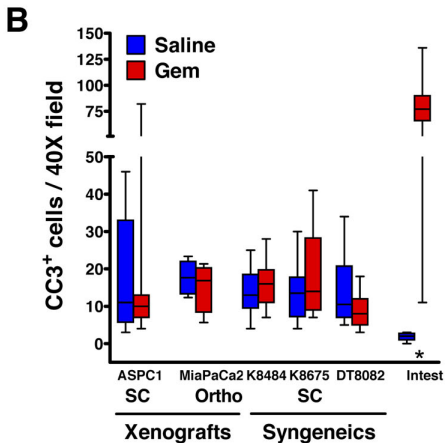 B
CC3+ cells / 40X field
150
125
100
75
50
40
30
20
10
0
Saline
Gem
*
ASPC1 MiaPaCa2 K8484 K8675 DT8082 Intest
SC Ortho SC
Xenografts Syngeneics